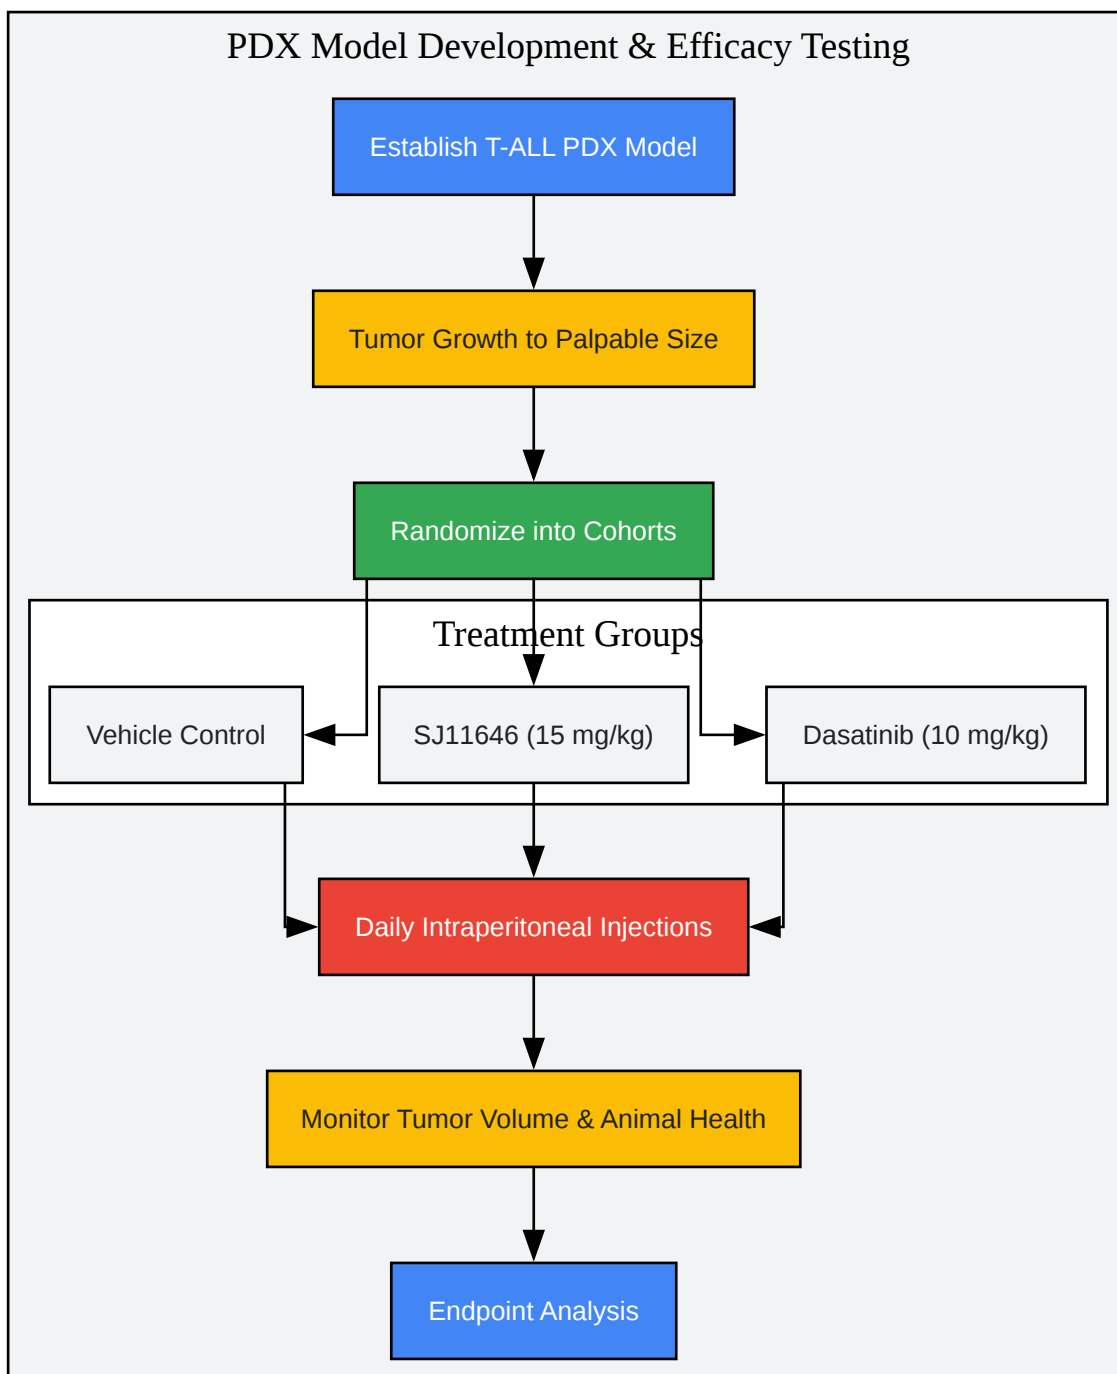 PDX Model Development & Efficacy Testing
Establish T-ALL PDX Model
Tumor Growth to Palpable Size
Randomize into Cohorts
Treatment Groups
Vehicle Control
SJ11646 (15 mg/kg)
Dasatinib (10 mg/kg)
Daily Intraperitoneal Injections
Monitor Tumor Volume & Animal Health
Endpoint Analysis